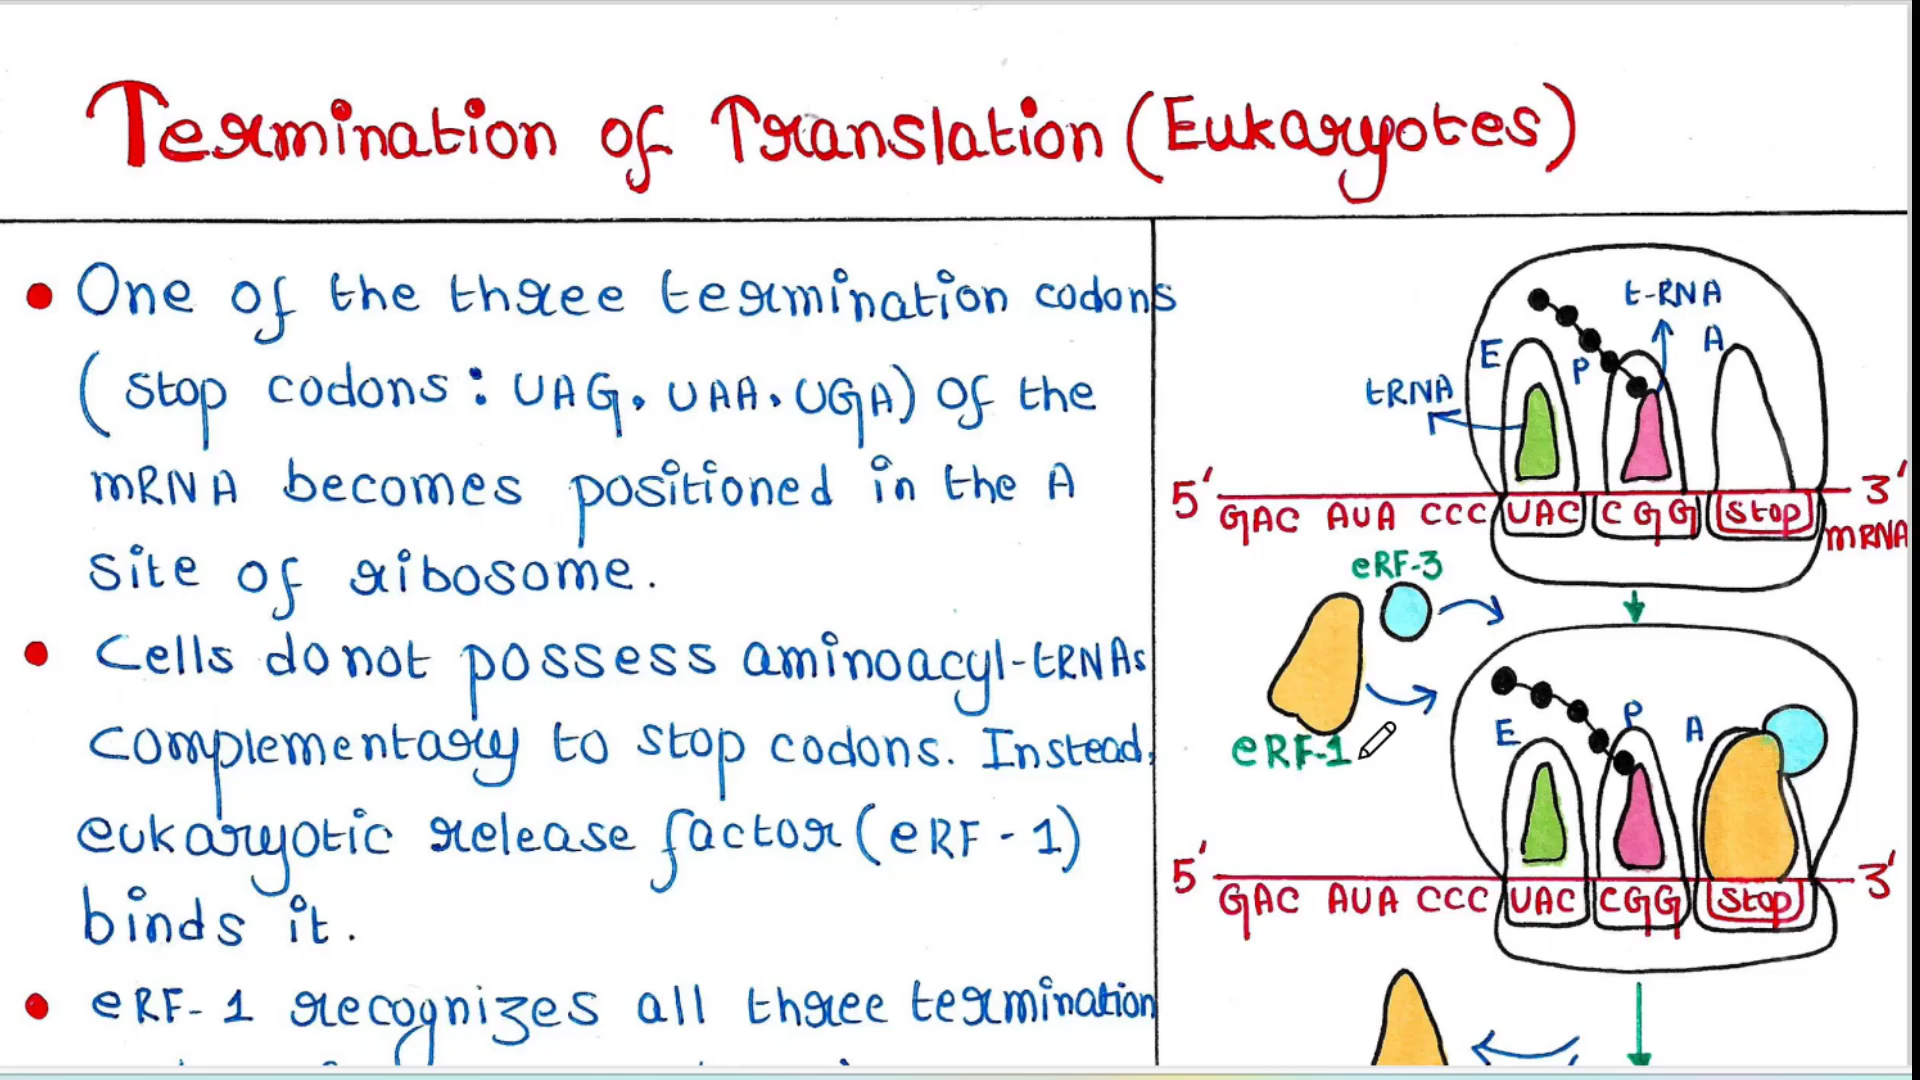 Termination of Translation (Eukaryotes)
• One of the three termination codons
(stop codons: UAG, UAA, UGA) of the
mRNA becomes positioned in the A
site of ribosome.
• Cells do not possess aminoacyl-tRNAs
complementary to stop codons. Instead,
eukaryotic release factor (eRF-1)
binds it.
• eRF-1 recognizes all three termination
t-RNA
E
P
A
tRNA
5' GAC AUA CCC UAC CGG Stop 3'
mRNA
eRF-3
eRF-1
E
P
A
5' GAC AUA CCC UAC CGG Stop 3'